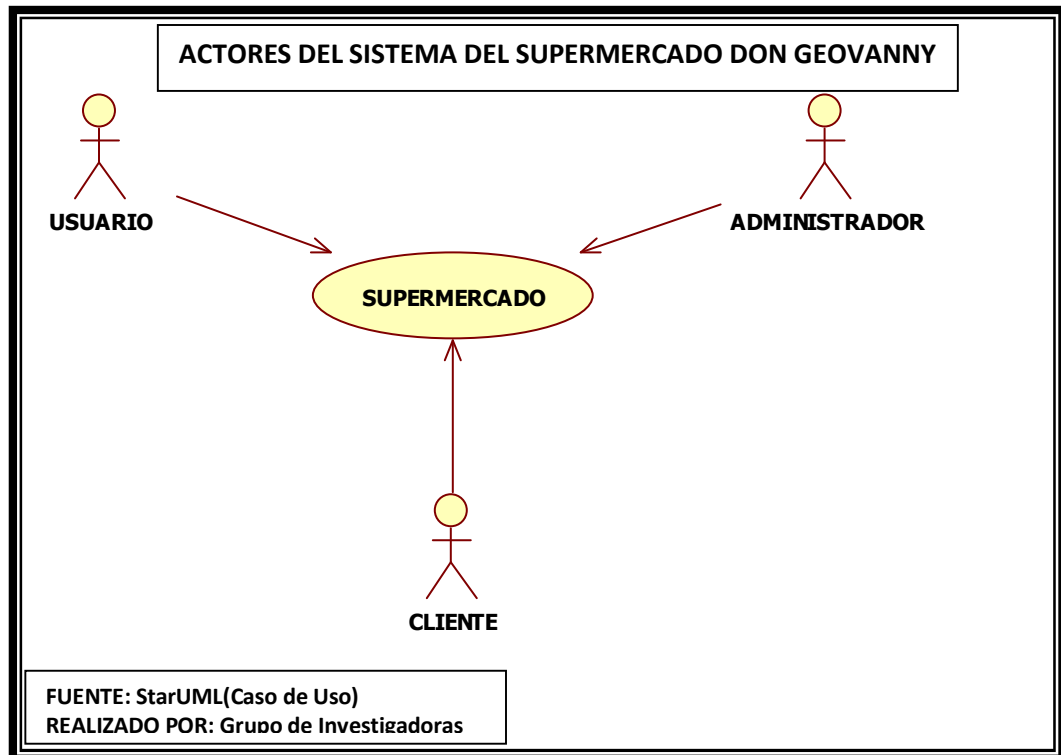 ACTORES DEL SISTEMA DEL SUPERMERCADO DON GEOVANNY
USUARIO
ADMINISTRADOR
SUPERMERCADO
CLIENTE
FUENTE: StarUML(Caso de Uso)
REALIZADO POR: Grupo de Investigadoras